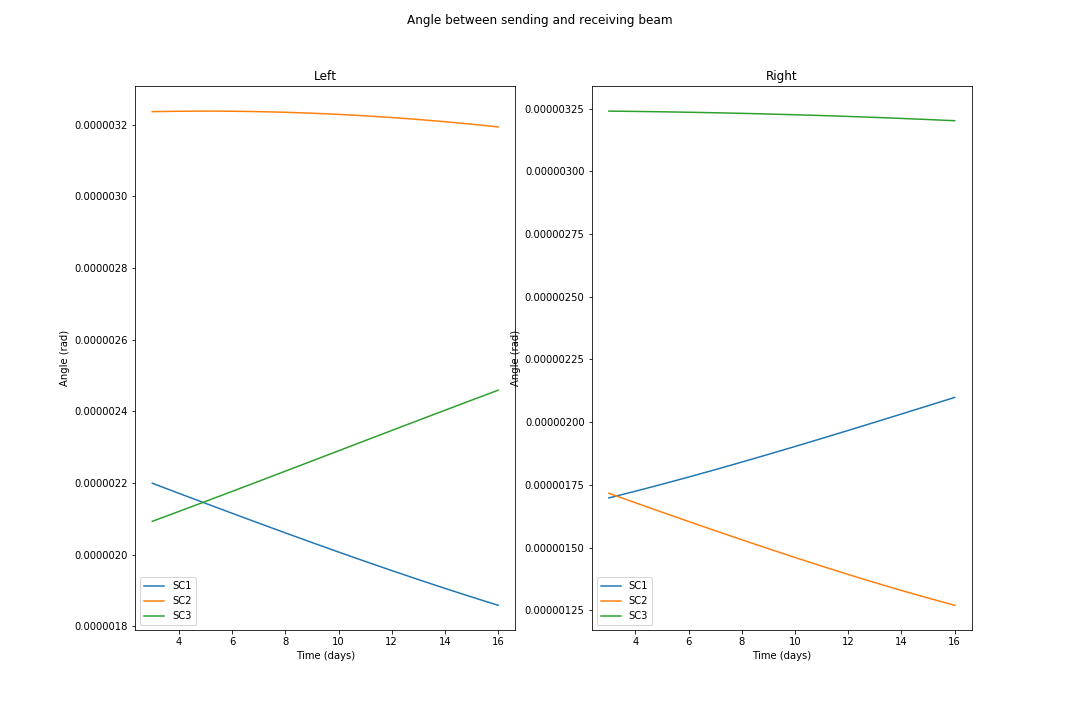 Angle between sending and receiving beam
Left
0.0000032
0.0000030
0.0000028
0.0000026
0.0000024
0.0000022
0.0000020
0.0000018
Angle (rad)
4 6 8 10 12 14 16
Time (days)
SC1
SC2
SC3
Right
0.00000325
0.00000300
0.00000275
0.00000250
0.00000225
0.00000200
0.00000175
0.00000150
0.00000125
Angle (rad)
4 6 8 10 12 14 16
Time (days)
SC1
SC2
SC3